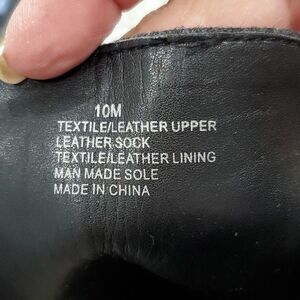 10M
TEXTILE/LEATHER UPPER
LEATHER SOCK
TEXTILE/LEATHER LINING
MAN MADE SOLE
MADE IN CHINA